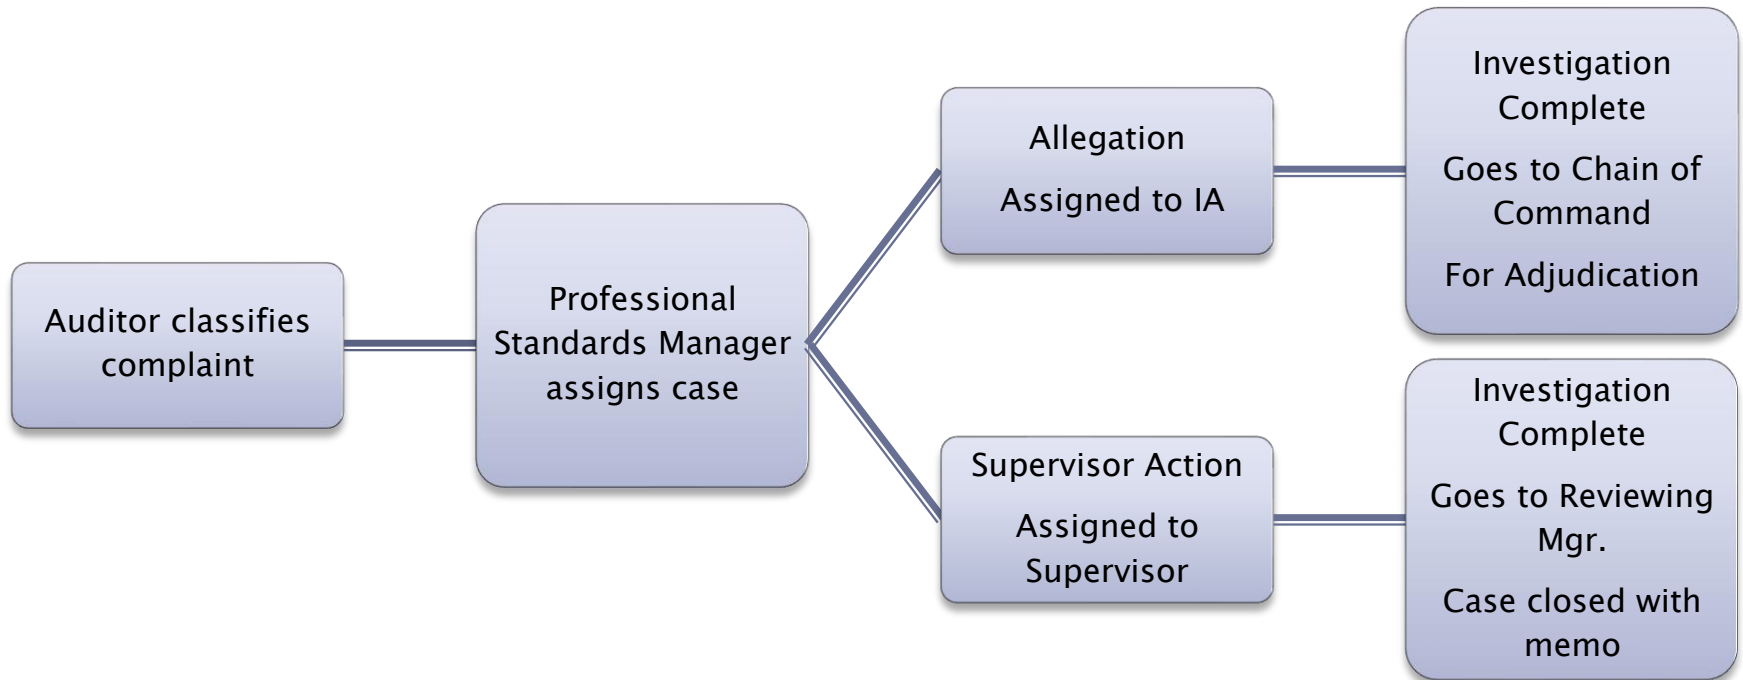 Auditor classifies
complaint
Professional
Standards Manager
assigns case
Allegation
Assigned to IA
Investigation
Complete
Goes to Chain of
Command
For Adjudication
Supervisor Action
Assigned to
Supervisor
Investigation
Complete
Goes to Reviewing
Mgr.
Case closed with
memo